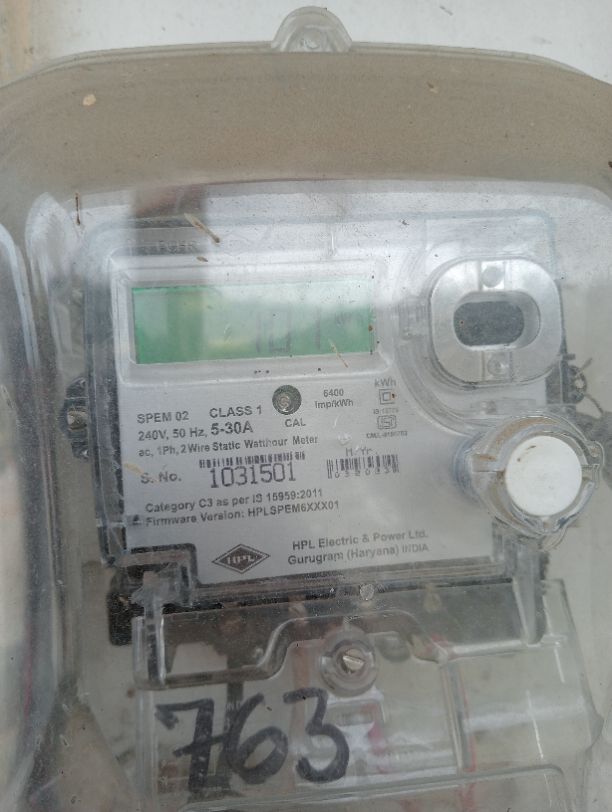 SPEM 02 CLASS 1
240V, 50 Hz, 5-30A
CAL
6400
imp/kWh
kWh
ac, 1Ph, 2 Wire Static Watthour Meter
M/Yr.
S. No. 1031501
Category C3 as per IS 15959:2011
Firmware Version: HPLSPEM6XXX01
HPL
HPL Electric & Power Ltd.
Gurugram (Haryana) INDIA
763